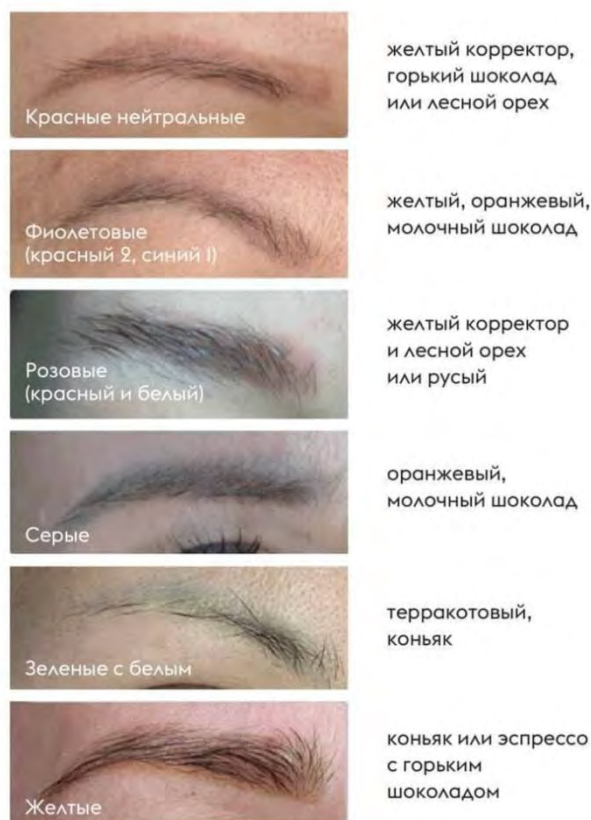 Красные нейтральные
желтый корректор,
горький шоколад
или лесной орех
Фиолетовые
(красный 2, синий 1)
желтый, оранжевый,
молочный шоколад
Розовые
(красный и белый)
желтый корректор
и лесной орех
или русый
Серые
оранжевый,
молочный шоколад
Зеленые с белым
терракотовый,
коньяк
Желтые
коньяк или эспрессо
с горьким
шоколадом